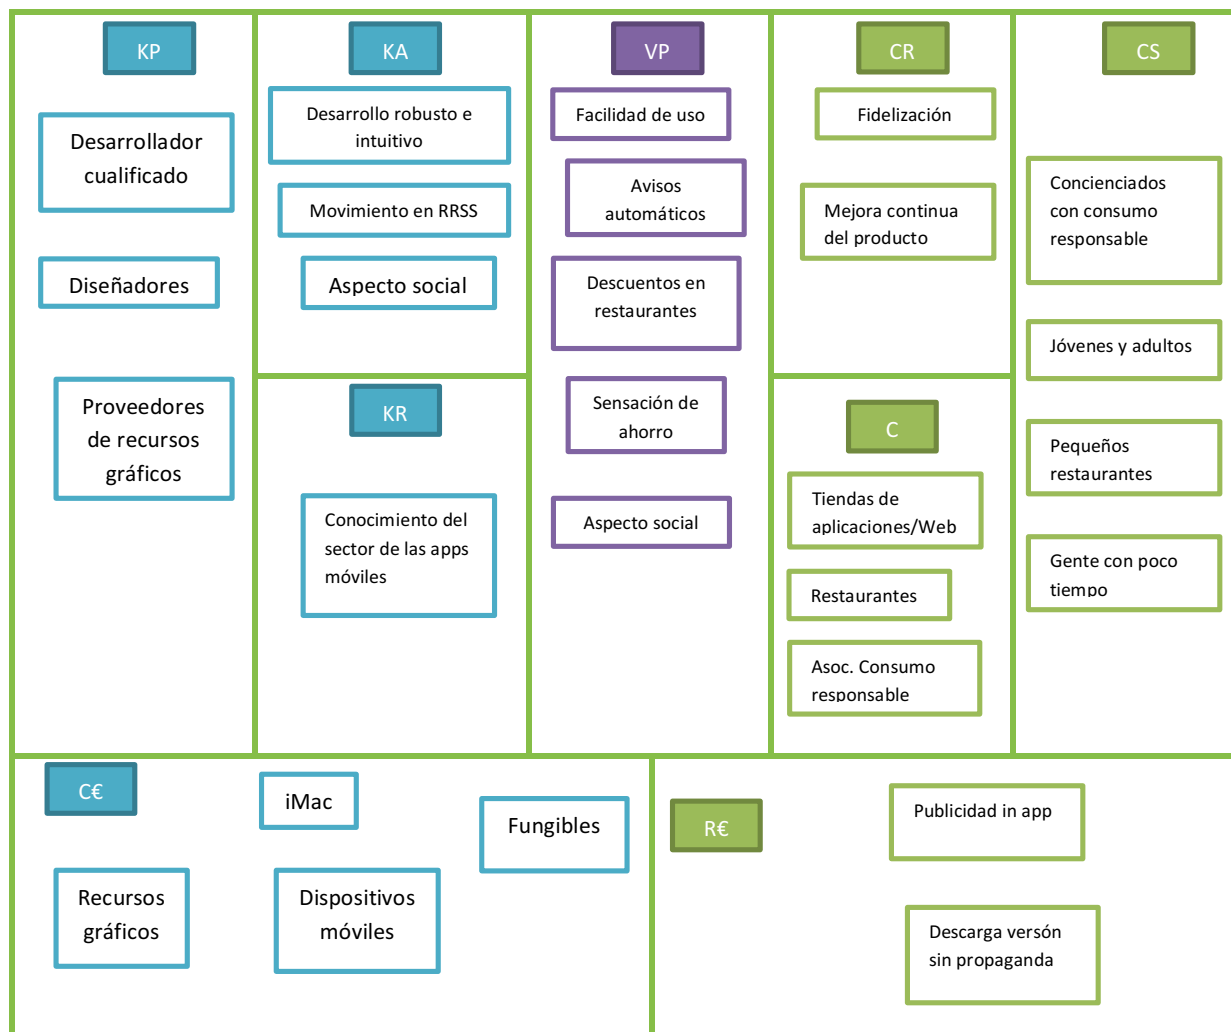 KP
Desarrollador
cualificado
Diseñadores
Proveedores
de recursos
gráficos
KA
Desarrollo robusto e
intuitivo
Movimiento en RRSS
Aspecto social
KR
Conocimiento del
sector de las apps
móviles
VP
Facilidad de uso
Avisos
automáticos
Descuentos en
restaurantes
Sensación de
ahorro
Aspecto social
CR
Fidelización
Mejora continua
del producto
C
Tiendas de
aplicaciones/Web
Restaurantes
Asoc. Consumo
responsable
CS
Concienciados
con consumo
responsable
Jóvenes y adultos
Pequeños
restaurantes
Gente con poco
tiempo
C€
iMac
Fungibles
Recursos
gráficos
Dispositivos
móviles
R€
Publicidad in app
Descarga versón
sin propaganda